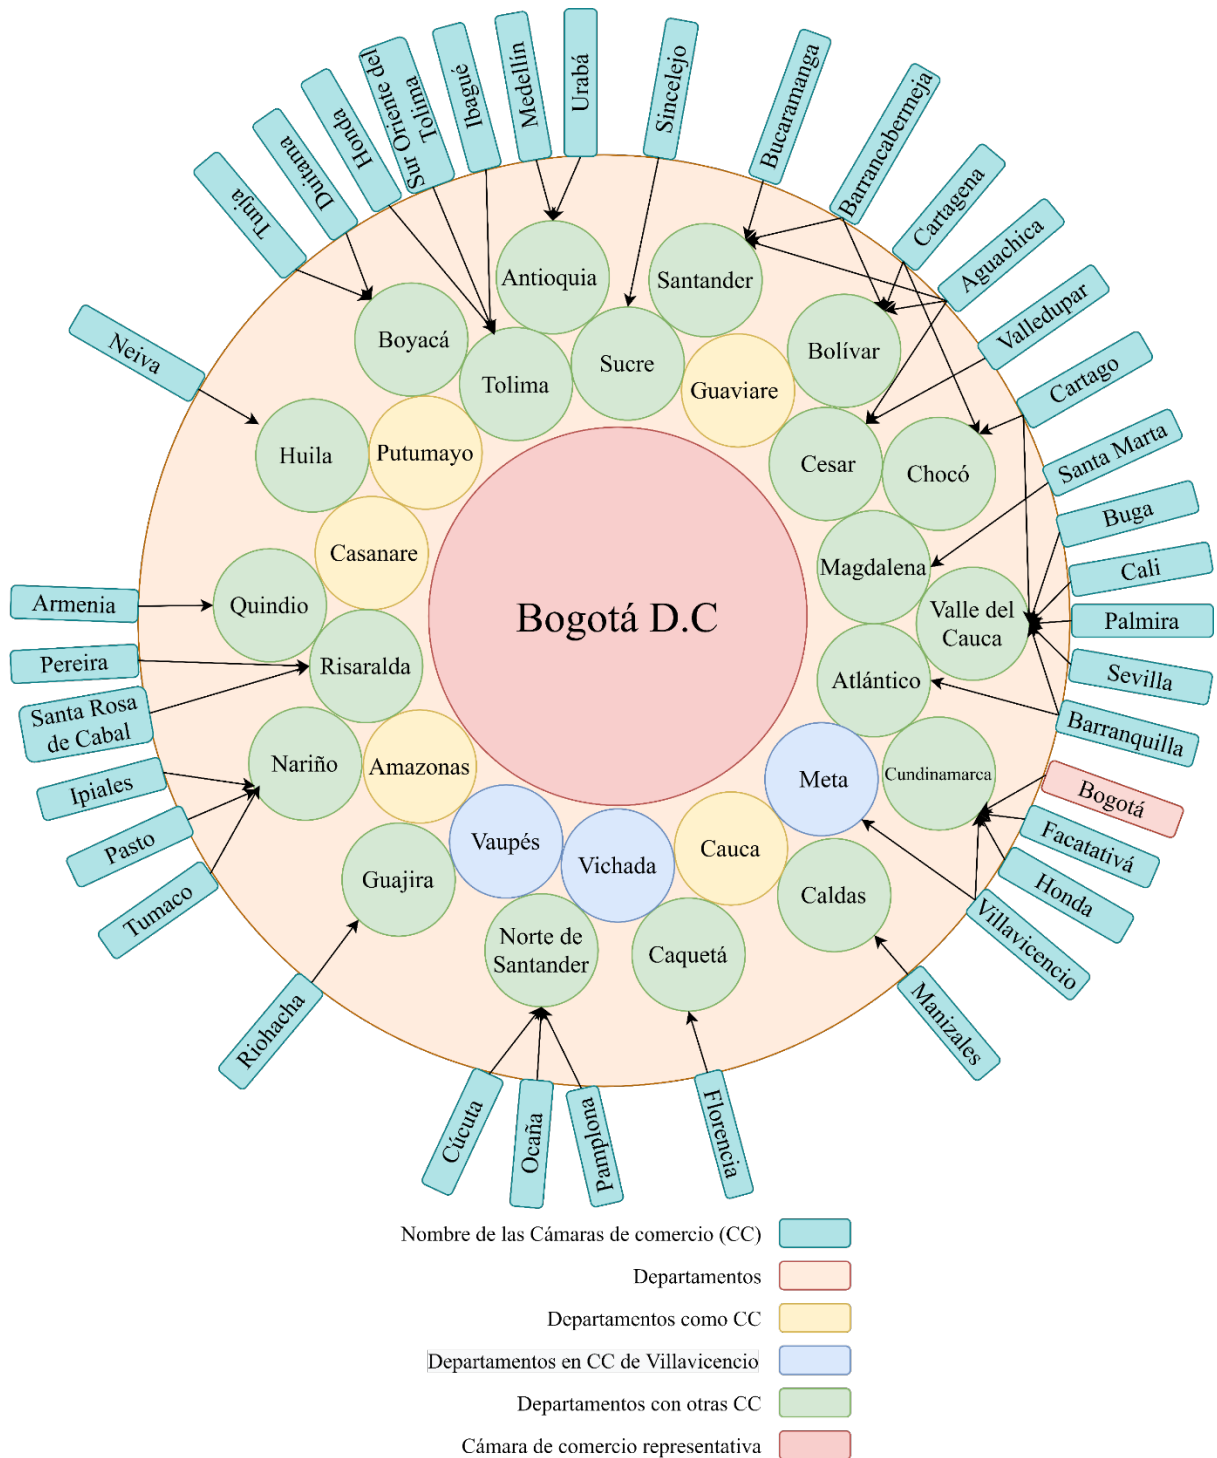 Tunja
Duitama
Honda
Sur Oriente del
Tolima
Ibagué
Medellín
Urabá
Sincelejo
Bucaramanga
Barrancabermeja
Cartagena
Aguachica
Valledupar
Cartago
Santa Marta
Buga
Cali
Palmira
Sevilla
Barranquilla
Bogotá
Facatativá
Honda
Villavicencio
Manizales
Florencia
Pamplona
Ocaña
Cúcuta
Riohacha
Tumaco
Pasto
Ipiales
Santa Rosa
de Cabal
Pereira
Armenia
Neiva
Antioquia
Santander
Boyacá
Tolima
Sucre
Guaviare
Bolívar
Huila
Putumayo
Cesar
Chocó
Casanare
Magdalena
Quindio
Valle del
Cauca
Bogotá D.C
Risaralda
Atlántico
Nariño
Amazonas
Meta
Cundinamarca
Vaupés
Vichada
Cauca
Guajira
Caldas
Norte de
Santander
Caquetá
Nombre de las Cámaras de comercio (CC)
Departamentos
Departamentos como CC
Departamentos en CC de Villavicencio
Departamentos con otras CC
Cámara de comercio representativa